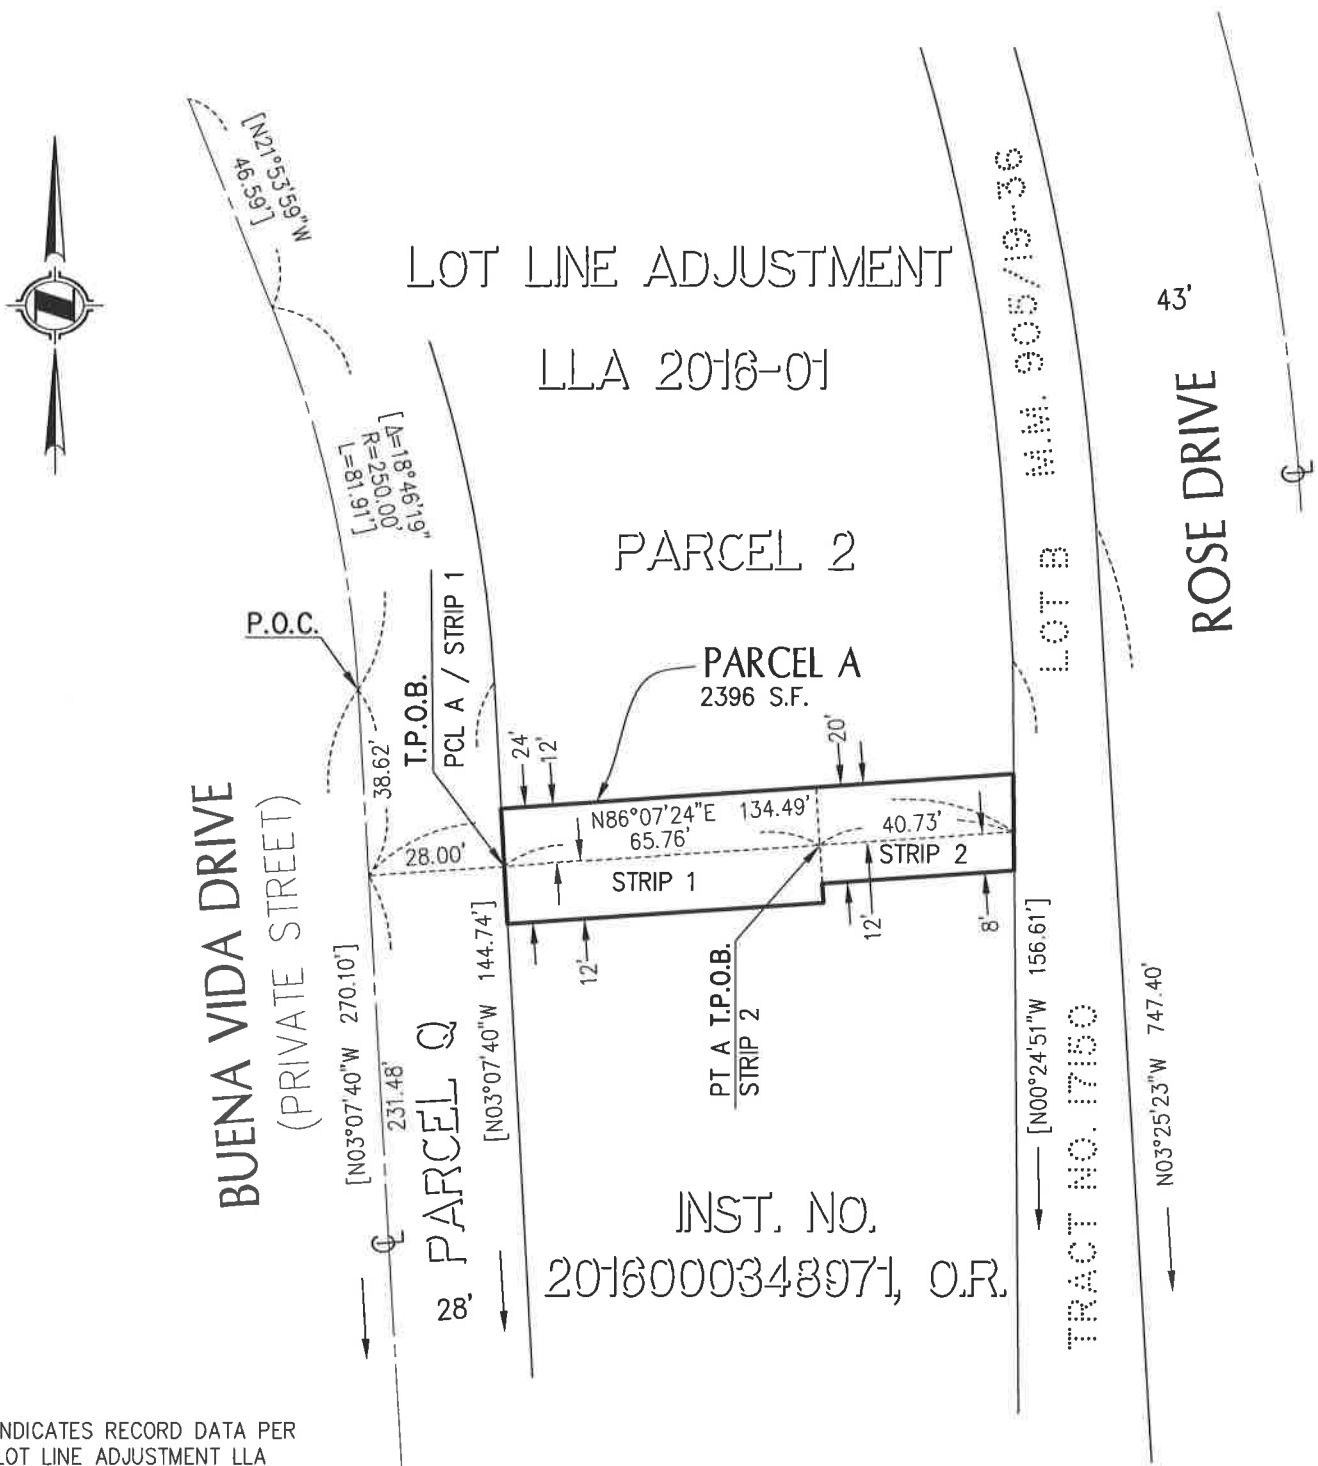 [N21°53'59"W
46.59']
LOT LINE ADJUSTMENT
LLA 2016-01
PARCEL 2
[Δ=18°46'19"
R=250.00'
L=81.91']
LOT B M.M. 905/19-36
43'
ROSE DRIVE
℄
P.O.C.
T.P.O.B.
PCL A / STRIP 1
PARCEL A
2396 S.F.
38.62'
24'
12'
20'
N86°07'24"E 134.49'
65.76'
40.73'
28.00'
STRIP 1
STRIP 2
12'
12'
8'
BUENA VIDA DRIVE
(PRIVATE STREET)
[N03°07'40"W 270.10']
231.48'
℄
PARCEL Q
28'
[N03°07'40"W 144.74']
PT A T.P.O.B.
STRIP 2
[N00°24'51"W 156.61']
TRACT NO. 17150
N03°25'23"W 747.40'
INST. NO.
2016000348971, O.R.
NDICATES RECORD DATA PER
LOT LINE ADJUSTMENT LLA